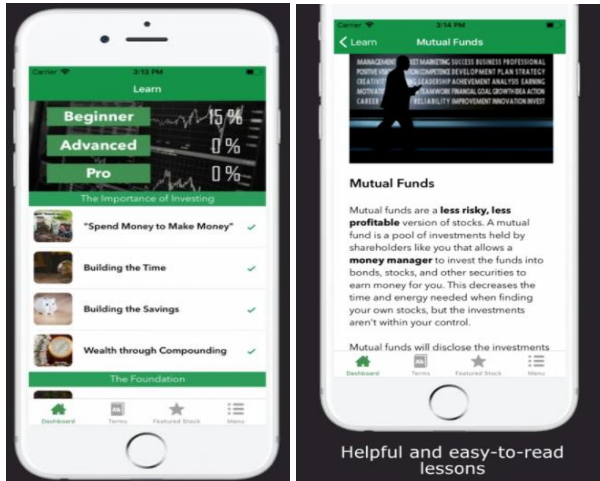 Carrier 3:13 PM
Learn
Beginner 15 %
Advanced 0 %
Pro 0 %
The Importance of Investing
"Spend Money to Make Money"
Building the Time
Building the Savings
Wealth through Compounding
The Foundation
Dashboard Terms Featured Stock Menu
Carrier 3:14 PM
Learn Mutual Funds
MANAGEMENT MARKETING SUCCESS BUSINESS PROFESSIONAL
POSITIVE COMPETENCE DEVELOPMENT PLAN STRATEGY
LEADERSHIP ACHIEVEMENT ANALYSIS EARNING
TEAMWORK FINANCIAL GOAL GROWTH IDEA ACTION
CAREER RELIABILITY IMPROVEMENT INNOVATION INVEST
Mutual Funds
Mutual funds are a less risky, less
profitable version of stocks. A mutual
fund is a pool of investments held by
shareholders like you that allows a
money manager to invest the funds into
bonds, stocks, and other securities to
earn money for you. This decreases the
time and energy needed when finding
your own stocks, but the investments
aren't within your control.
Mutual funds will disclose the investments
Dashboard Terms Featured Stock Menu
Helpful and easy-to-read
lessons